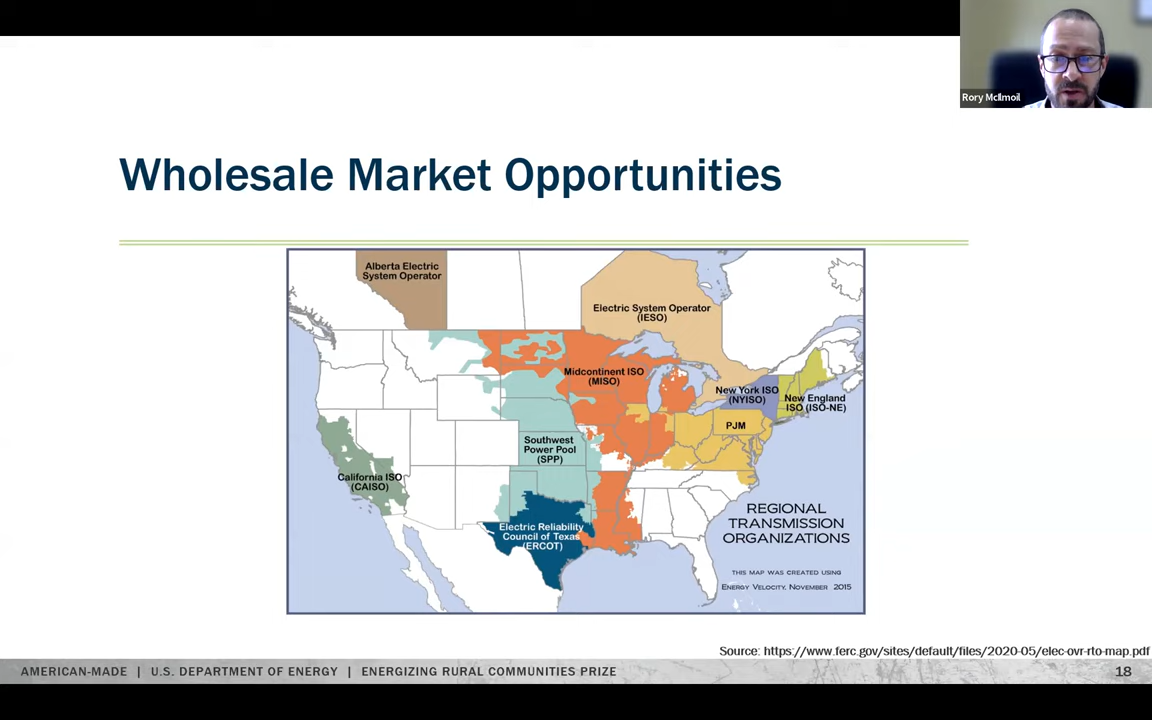 Rory McIlmoil
Wholesale Market Opportunities
Alberta Electric
System Operator
Electric System Operator
(IESO)
Midcontinent ISO
(MISO)
New York ISO
(NYISO)
New England
ISO (ISO-NE)
PJM
Southwest
Power Pool
(SPP)
California ISO
(CAISO)
Electric Reliability
Council of Texas
(ERCOT)
REGIONAL
TRANSMISSION
ORGANIZATIONS
THIS MAP WAS CREATED USING
ENERGY VELOCITY, NOVEMBER 2015
Source: https://www.ferc.gov/sites/default/files/2020-05/elec-ovr-rto-map.pdf
AMERICAN-MADE | U.S. DEPARTMENT OF ENERGY | ENERGIZING RURAL COMMUNITIES PRIZE
18